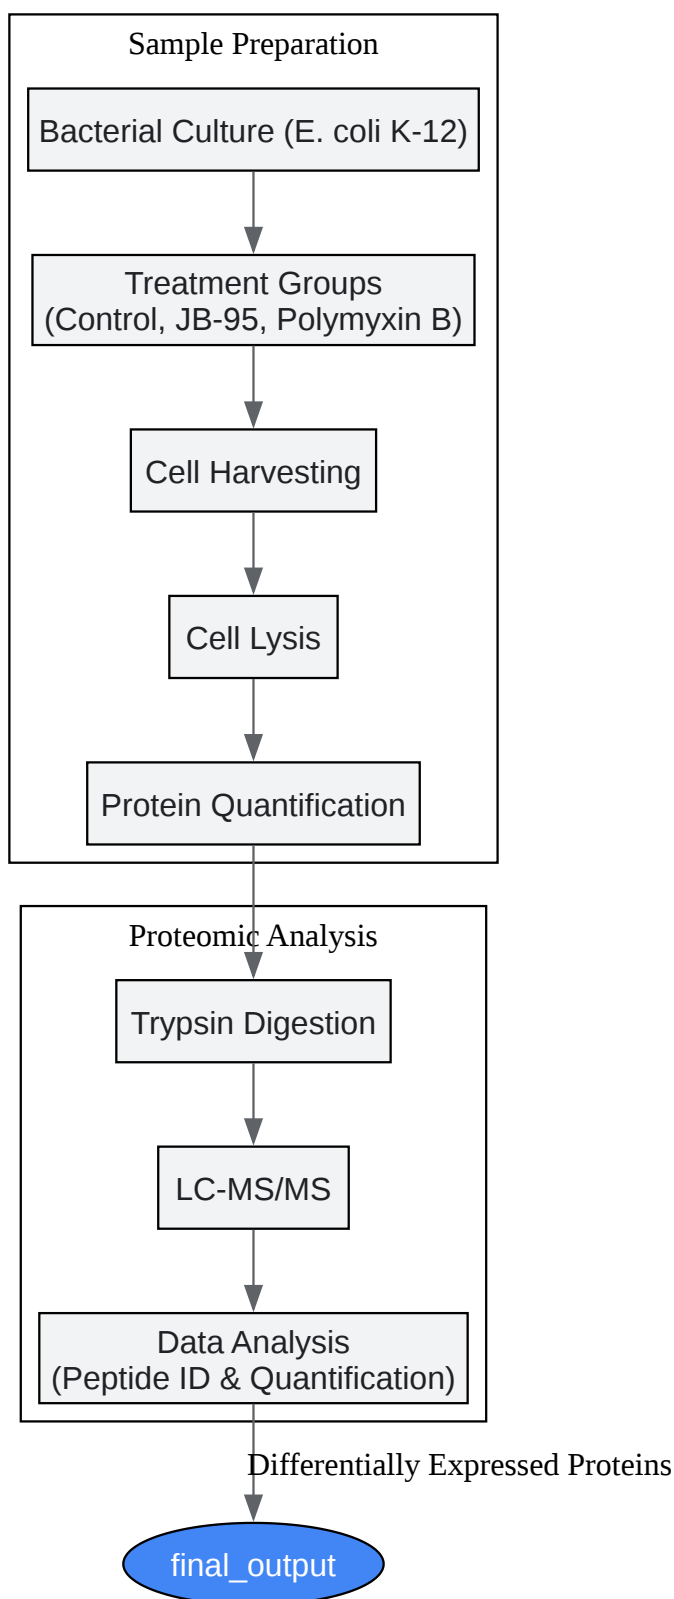 Sample Preparation
Bacterial Culture (E. coli K-12)
Treatment Groups
(Control, JB-95, Polymyxin B)
Cell Harvesting
Cell Lysis
Protein Quantification
Proteomic Analysis
Trypsin Digestion
LC-MS/MS
Data Analysis
(Peptide ID & Quantification)
Differentially Expressed Proteins
final_output